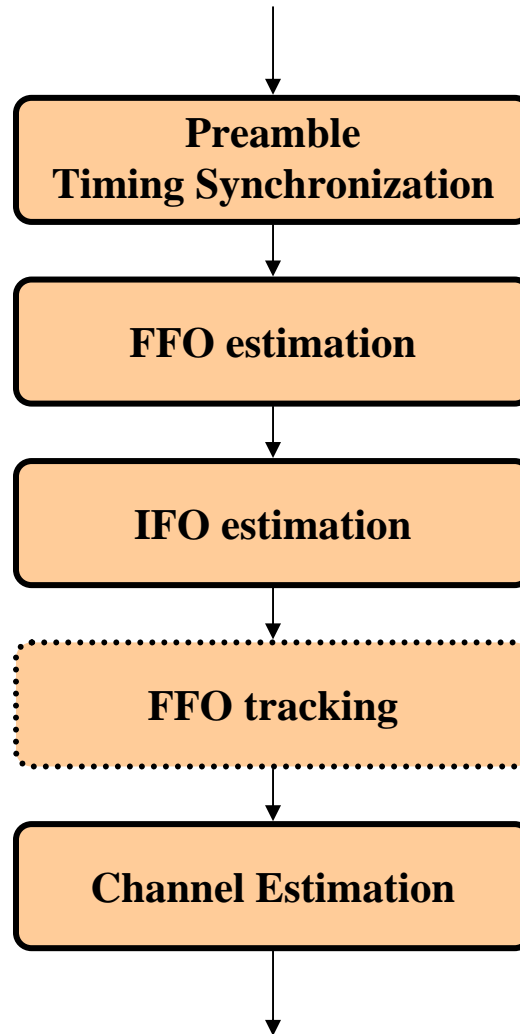 Preamble
Timing Synchronization
FFO estimation
IFO estimation
FFO tracking
Channel Estimation